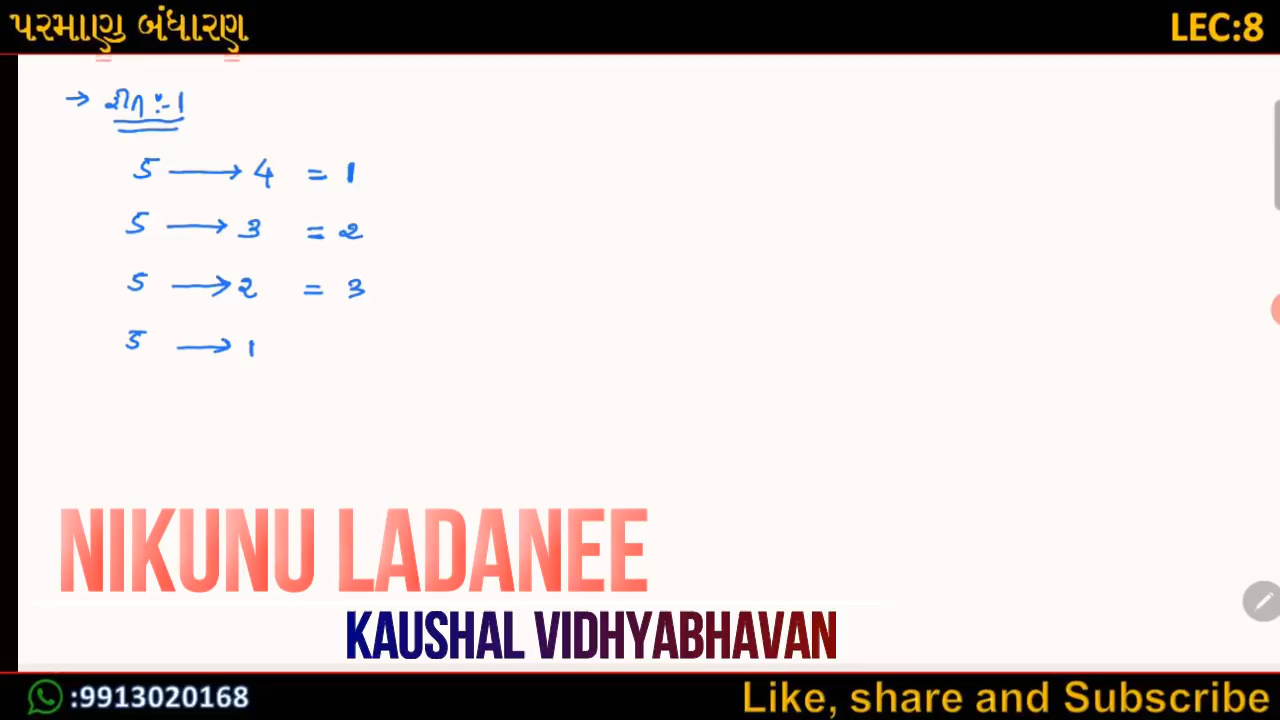 પરમાણુ બંધારણ
LEC:8
→ રીત :- 1
5 → 4 = 1
5 → 3 = 2
5 → 2 = 3
5 → 1
NIKUNU LADANEE
KAUSHAL VIDHYABHAVAN
:9913020168
Like, share and Subscribe